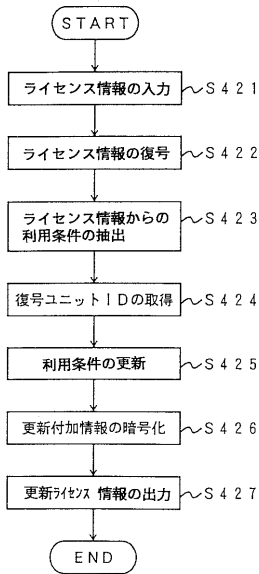 START
ライセンス情報の入力 S421
ライセンス情報の復号 S422
ライセンス情報からの
利用条件の抽出 S423
復号ユニットIDの取得 S424
利用条件の更新 S425
更新付加情報の暗号化 S426
更新ライセンス情報の出力 S427
END